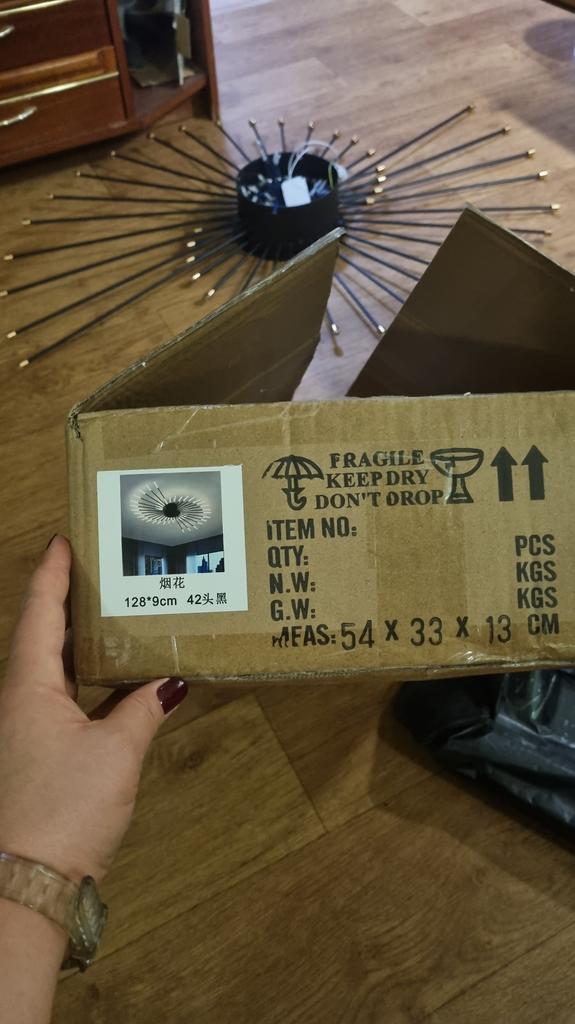 烟花
128*9cm 42头黑
FRAGILE
KEEP DRY
DON'T DROP
ITEM NO:
QTY: PCS
N.W: KGS
G.W: KGS
MEAS: 54 X 33 X 13 CM